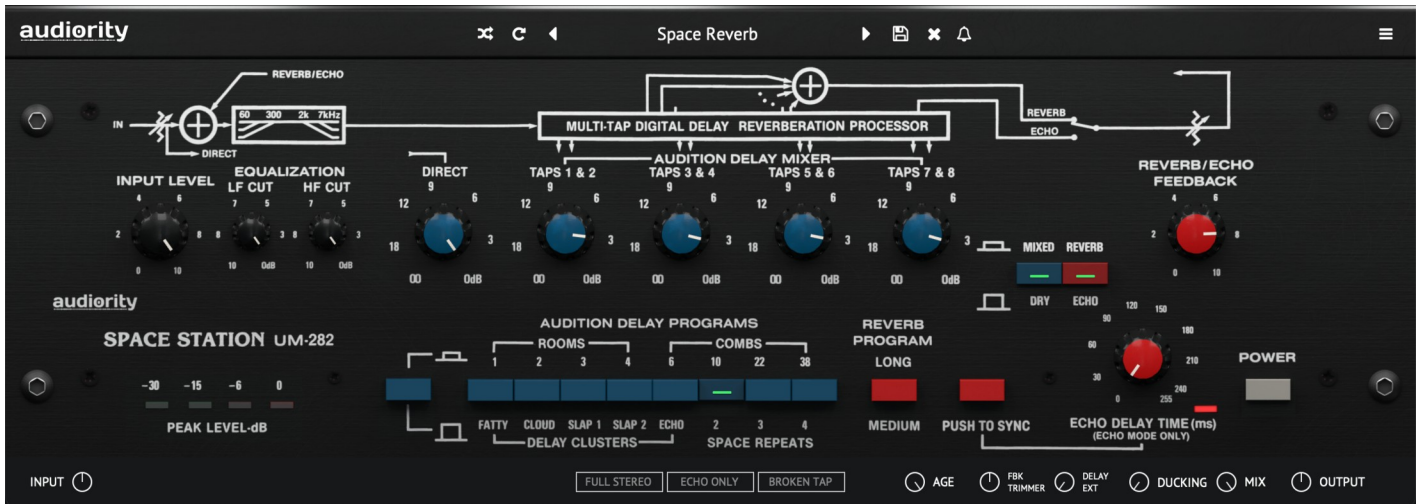 audiority
Space Reverb
REVERB/ECHO
60 300 2k 7kHz
IN
DIRECT
MULTI-TAP DIGITAL DELAY REVERBERATION PROCESSOR
REVERB
ECHO
AUDITION DELAY MIXER
INPUT LEVEL
EQUALIZATION
LF CUT HF CUT
DIRECT
TAPS 1 & 2
TAPS 3 & 4
TAPS 5 & 6
TAPS 7 & 8
REVERB/ECHO
FEEDBACK
0 2 4 6 8 10
10 8 7 5 3 0dB
10 8 7 5 3 0dB
00 18 12 9 6 3 0dB
00 18 12 9 6 3 0dB
00 18 12 9 6 3 0dB
00 18 12 9 6 3 0dB
00 18 12 9 6 3 0dB
0 2 4 6 8 10
MIXED REVERB
DRY ECHO
audiority
SPACE STATION UM-282
-30 -15 -6 0
PEAK LEVEL-dB
AUDITION DELAY PROGRAMS
ROOMS COMBS
1 2 3 4 6 10 22 38
FATTY CLOUD SLAP 1 SLAP 2 ECHO 2 3 4
DELAY CLUSTERS SPACE REPEATS
REVERB
PROGRAM
LONG
MEDIUM
PUSH TO SYNC
0 30 60 90 120 150 180 210 240 255
ECHO DELAY TIME (ms)
(ECHO MODE ONLY)
POWER
INPUT
FULL STEREO
ECHO ONLY
BROKEN TAP
AGE
FBK
TRIMMER
DELAY
EXT
DUCKING
MIX
OUTPUT